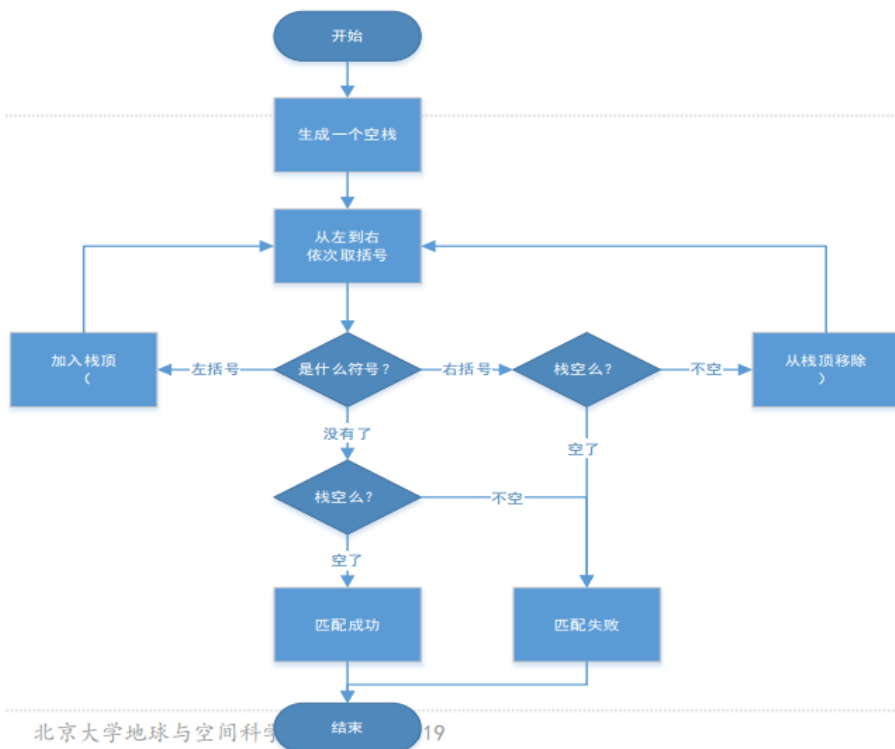 开始
生成一个空栈
从左到右
依次取括号
加入栈顶
(
左括号
是什么符号?
右括号
栈空么?
不空
从栈顶移除
)
没有了
空了
栈空么?
不空
空了
匹配成功
匹配失败
结束
北京大学地球与空间科学
19